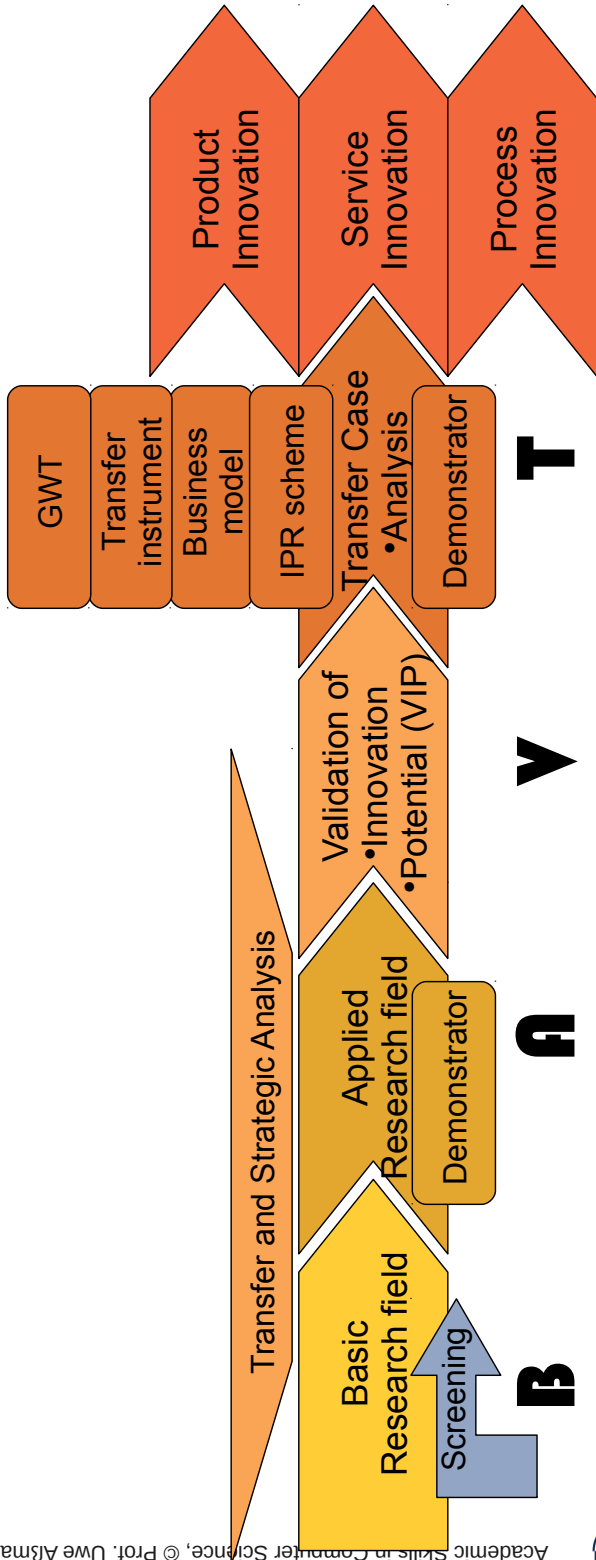 Transfer and Strategic Analysis
Basic
Research field
Screening
Applied
Research field
Demonstrator
Validation of
•Innovation
•Potential (VIP)
GWT
Transfer
instrument
Business
model
IPR scheme
Transfer Case
•Analysis
Demonstrator
Product
Innovation
Service
Innovation
Process
Innovation
B
A
V
T
Academic Skills in Computer Science, © Prof. Uwe Aßma